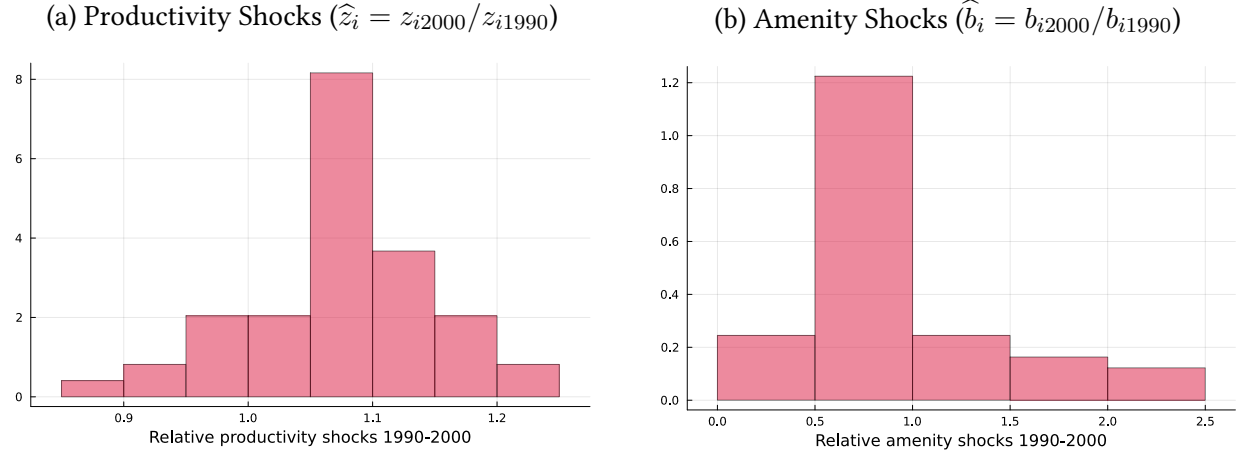 (a) Productivity Shocks (ẑᵢ = zᵢ₂₀₀₀/zᵢ₁₉₉₀)
8
6
4
2
0
0.9 1.0 1.1 1.2
Relative productivity shocks 1990-2000
(b) Amenity Shocks (b̂ᵢ = bᵢ₂₀₀₀/bᵢ₁₉₉₀)
1.2
1.0
0.8
0.6
0.4
0.2
0.0
0.0 0.5 1.0 1.5 2.0 2.5
Relative amenity shocks 1990-2000